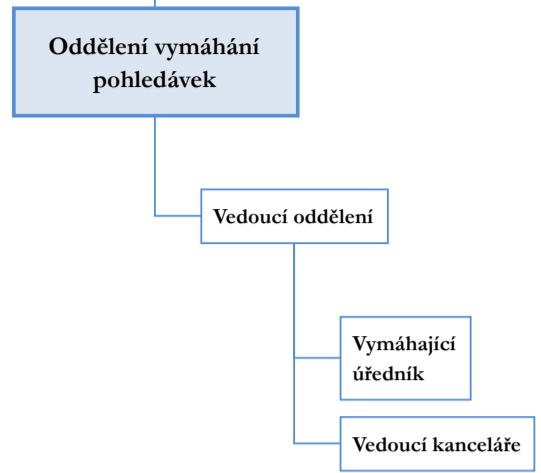 Oddělení vymáhání
pohledávek
Vedoucí oddělení
Vymáhající
úředník
Vedoucí kanceláře